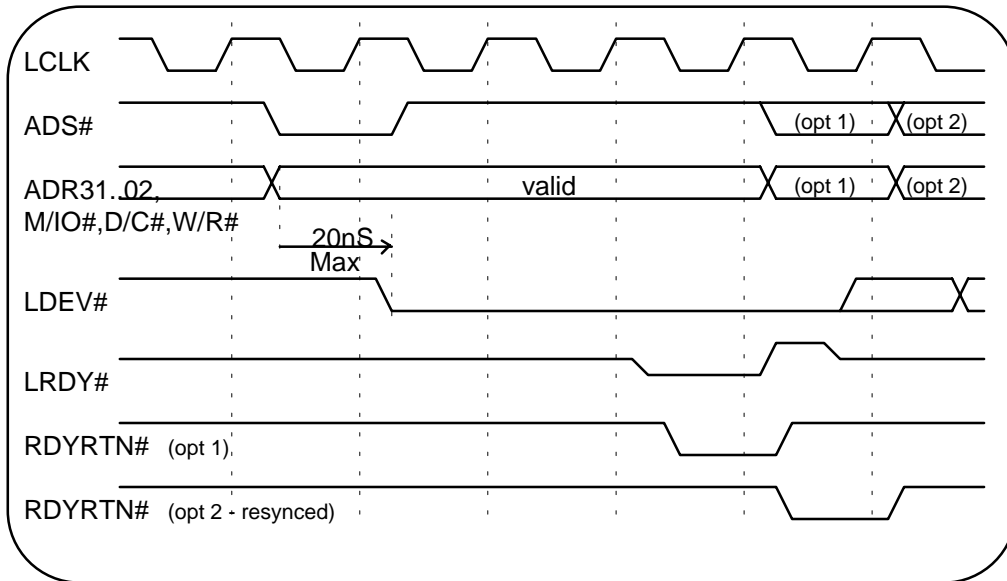 LCLK
ADS#
(opt 1)
(opt 2)
ADR31..02,
M/IO#,D/C#,W/R#
valid
(opt 1)
(opt 2)
20nS
Max
LDEV#
LRDY#
RDYRTN# (opt 1)
RDYRTN# (opt 2 - resynced)